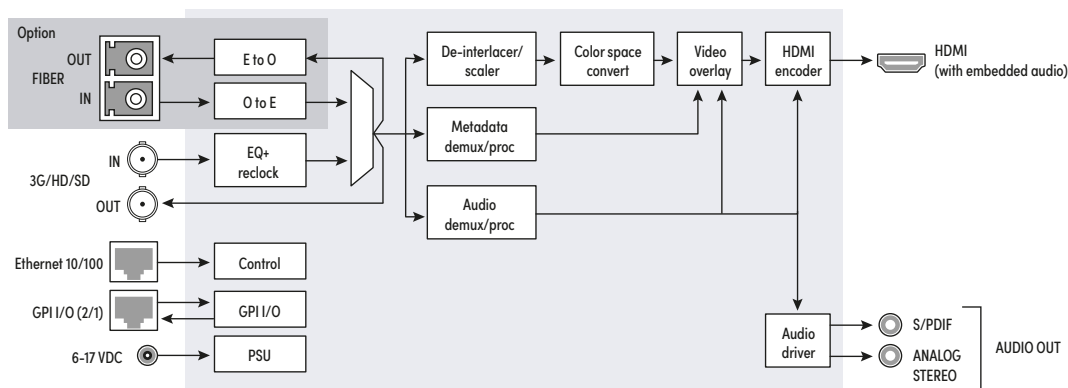 Option
OUT
FIBER
IN
E to O
O to E
IN
3G/HD/SD
OUT
EQ+
reclock
De-interlacer/
scaler
Color space
convert
Video
overlay
HDMI
encoder
HDMI
(with embedded audio)
Metadata
demux/proc
Audio
demux/proc
Ethernet 10/100
Control
GPI I/O (2/1)
GPI I/O
6-17 VDC
PSU
Audio
driver
S/PDIF
ANALOG
STEREO
AUDIO OUT